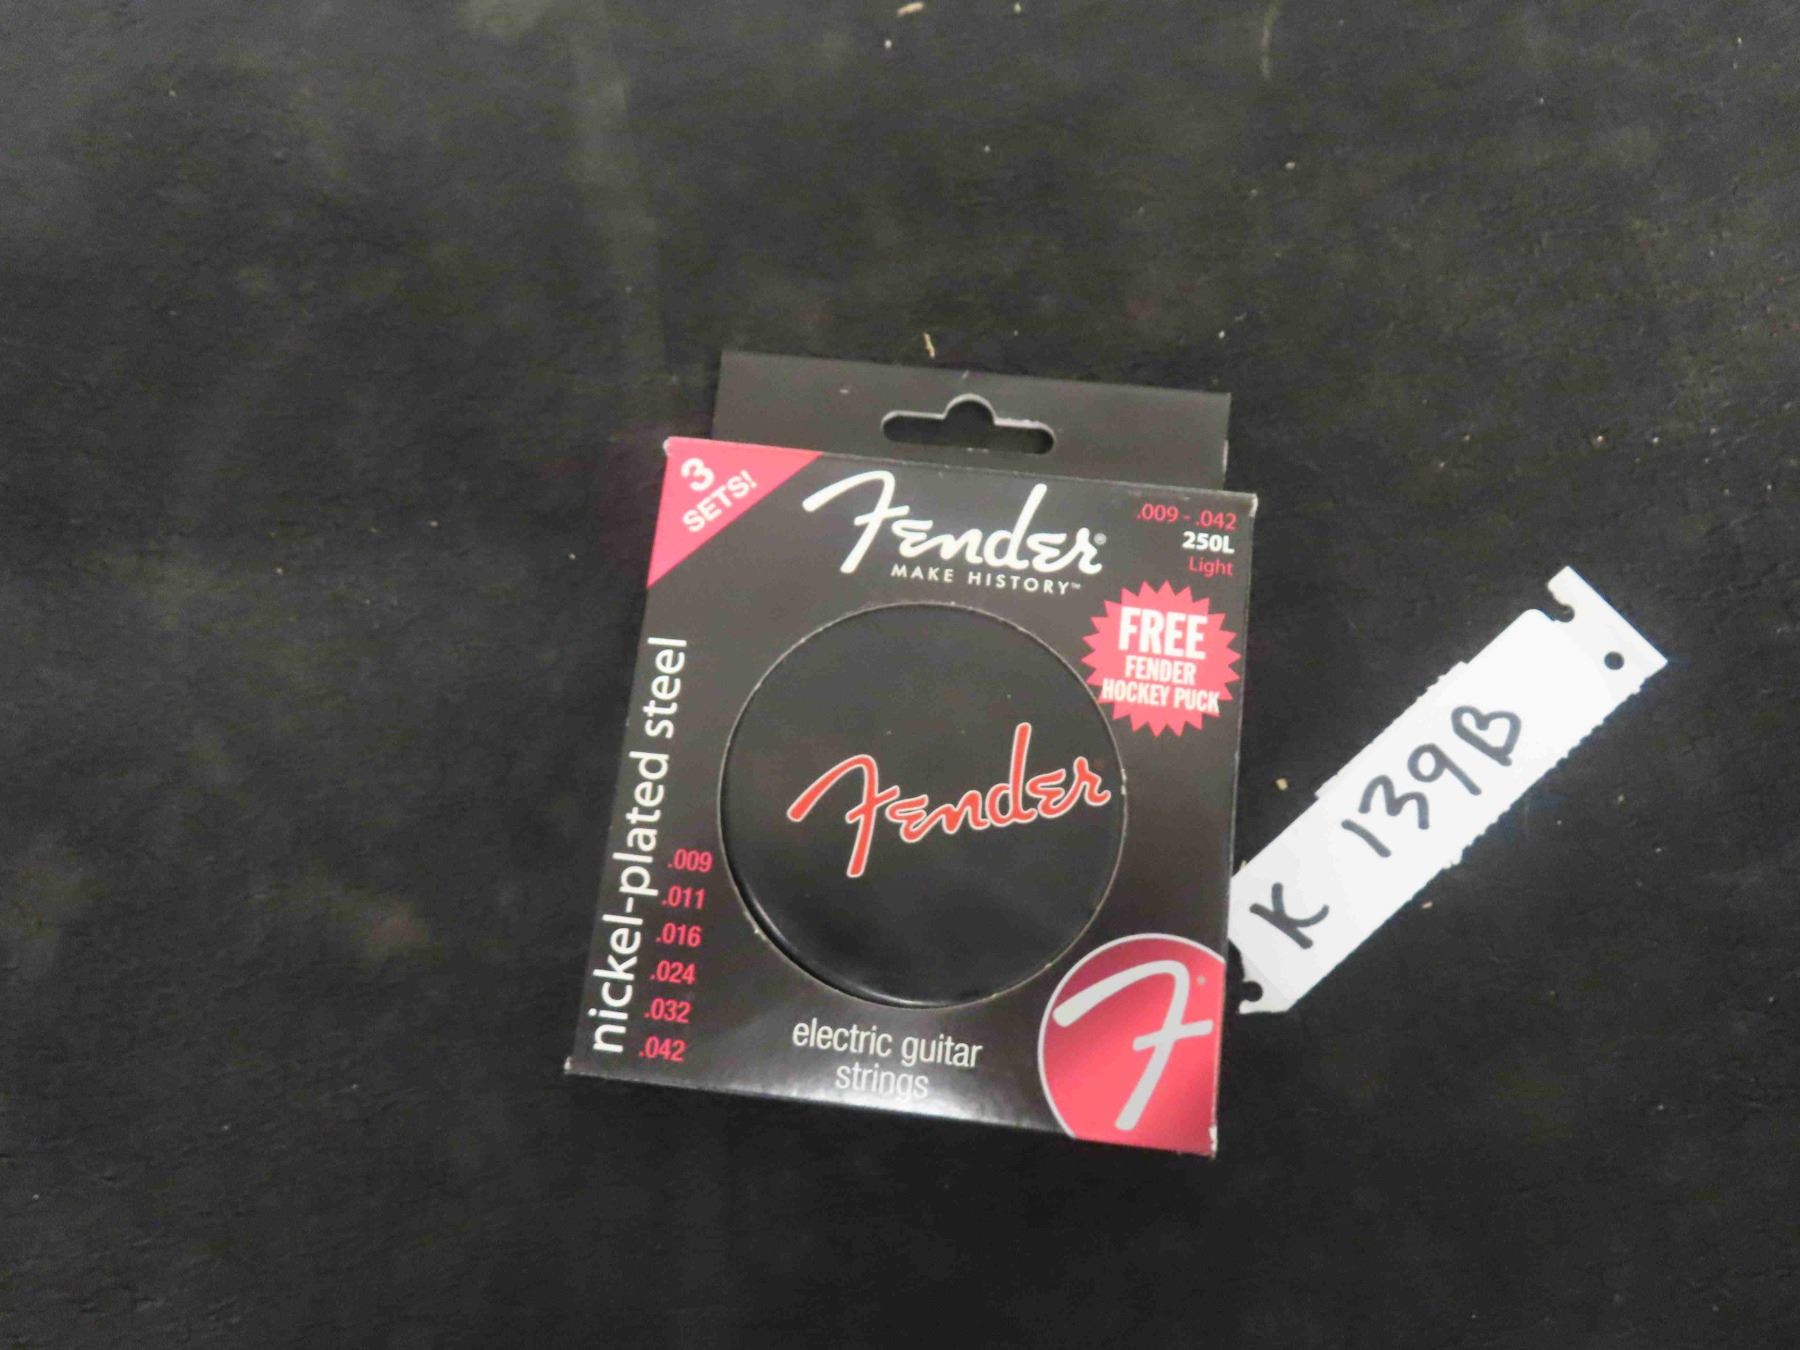 3
SETS!
Fender®
MAKE HISTORY™
.009 - .042
250L
Light
FREE
FENDER
HOCKEY PUCK
Fender
nickel-plated steel
.009
.011
.016
.024
.032
.042
electric guitar
strings
F
K 139B